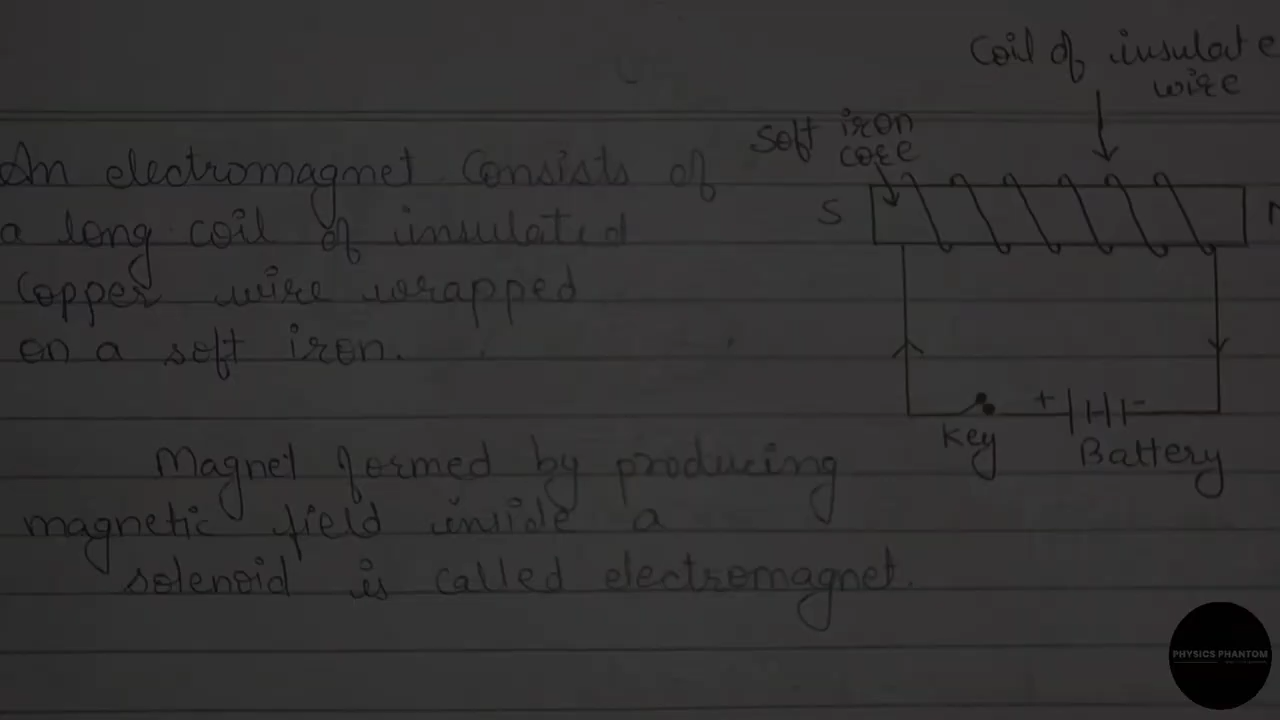 Coil of insulate
wire
Soft iron
core
An electromagnet consists of
a long coil of insulated
copper wire wrapped
on a soft iron.
S
N
+
-
Key
Battery
Magnet formed by producing
magnetic field inside a
solenoid is called electromagnet.
PHYSICS PHANTOM